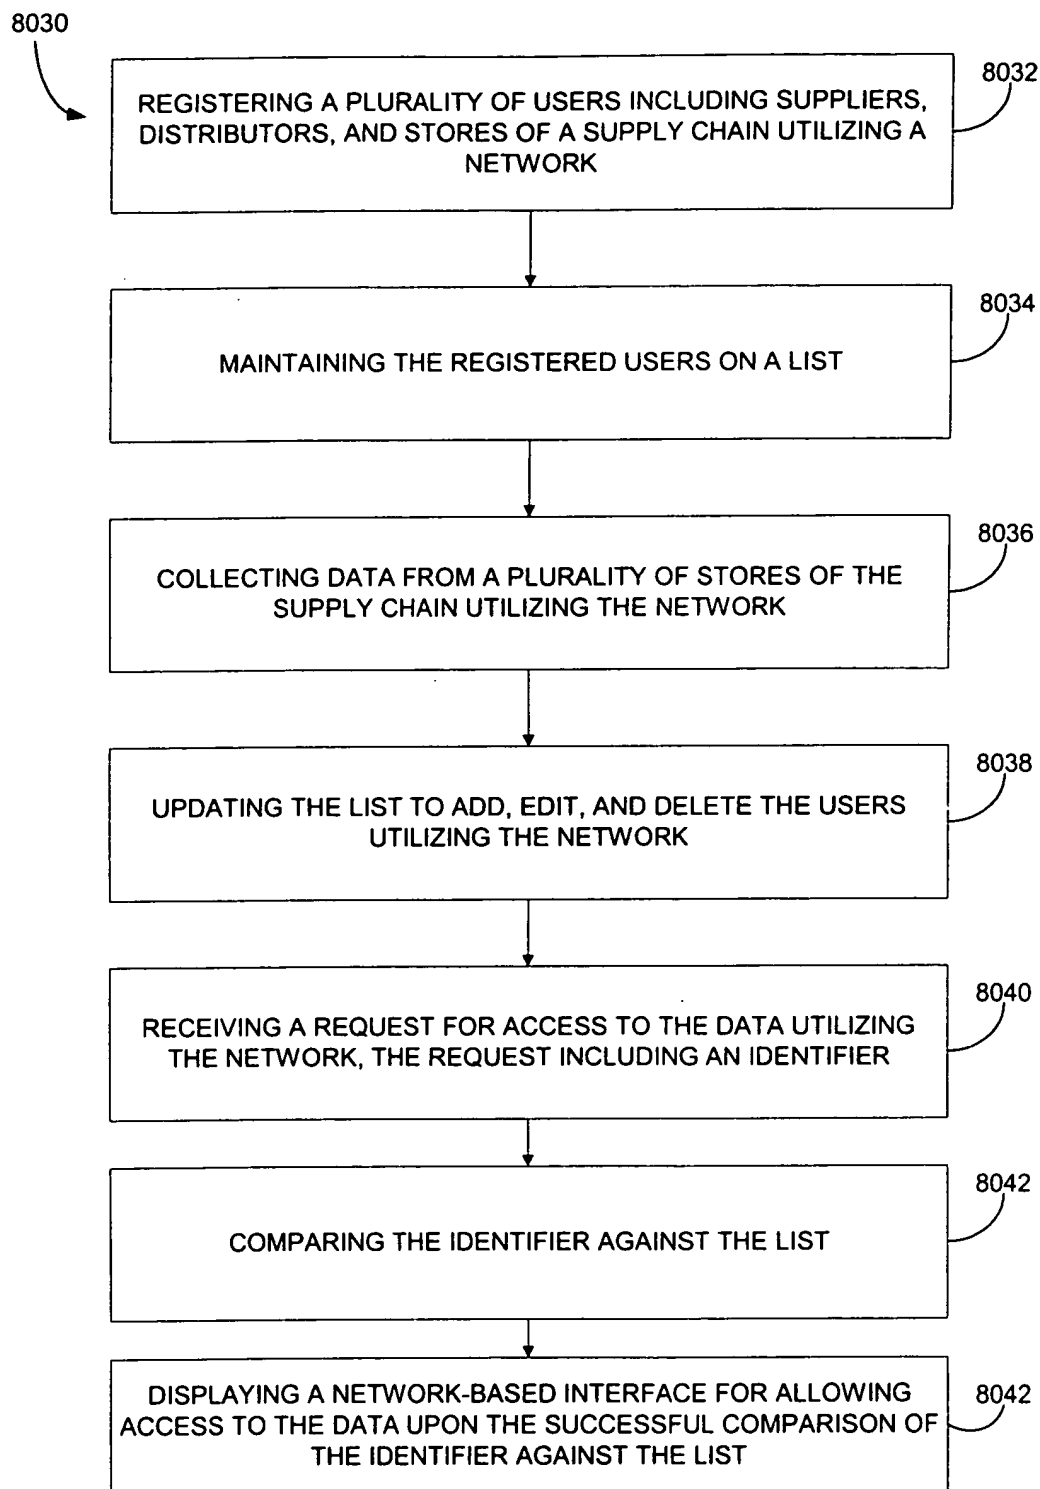 8030
8032
REGISTERING A PLURALITY OF USERS INCLUDING SUPPLIERS,
DISTRIBUTORS, AND STORES OF A SUPPLY CHAIN UTILIZING A
NETWORK
8034
MAINTAINING THE REGISTERED USERS ON A LIST
8036
COLLECTING DATA FROM A PLURALITY OF STORES OF THE
SUPPLY CHAIN UTILIZING THE NETWORK
8038
UPDATING THE LIST TO ADD, EDIT, AND DELETE THE USERS
UTILIZING THE NETWORK
8040
RECEIVING A REQUEST FOR ACCESS TO THE DATA UTILIZING
THE NETWORK, THE REQUEST INCLUDING AN IDENTIFIER
8042
COMPARING THE IDENTIFIER AGAINST THE LIST
8042
DISPLAYING A NETWORK-BASED INTERFACE FOR ALLOWING
ACCESS TO THE DATA UPON THE SUCCESSFUL COMPARISON OF
THE IDENTIFIER AGAINST THE LIST